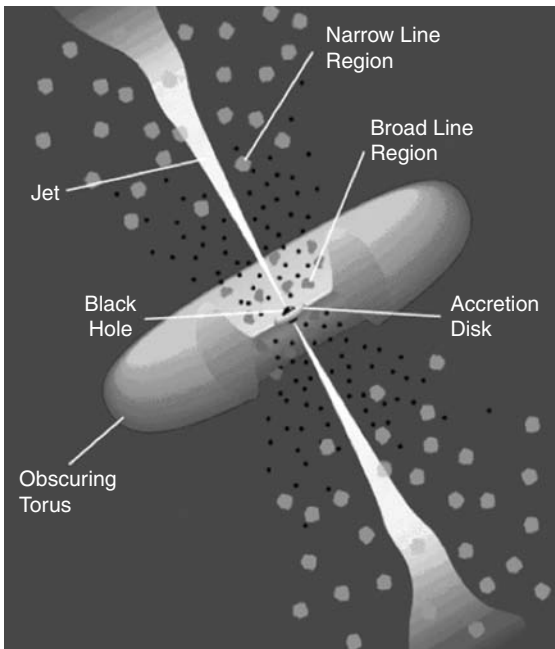 Narrow Line
Region
Broad Line
Region
Jet
Black
Hole
Accretion
Disk
Obscuring
Torus